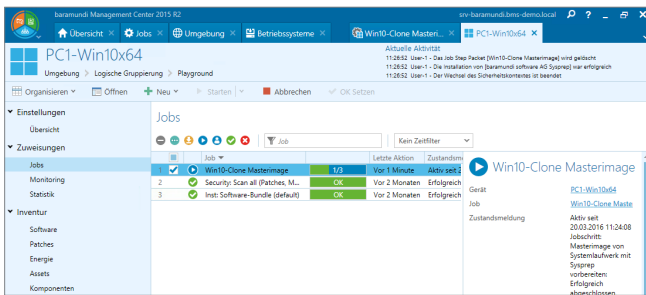 baramundi Management Center 2015 R2
srv-baramundi.bms-demo.local
Übersicht
Jobs
Umgebung
Betriebssysteme
Win10-Clone Masteri...
PC1-Win10x64
PC1-Win10x64
Umgebung > Logische Gruppierung > Playground
Aktuelle Aktivität
11:26:52 User-1 - Das Job Step Packet [Win10-Clone Masterimage] wird gelöscht
11:26:52 User-1 - Die Installation von [baramundi software AG Sysprep] war erfolgreich
11:26:52 User-1 - Der Wechsel des Sicherheitskontextes ist beendet
Organisieren
Öffnen
Neu
Starten
Abbrechen
OK Setzen
Einstellungen
Übersicht
Zuweisungen
Jobs
Monitoring
Statistik
Inventur
Software
Patches
Energie
Assets
Komponenten
Jobs
Job
Kein Zeitfilter
Job Letzte Aktion Zustandsm
1 Win10-Clone Masterimage 1/3 Vor 1 Minute Aktiv seit 2
2 Security: Scan all (Patches, M... OK Vor 2 Monaten Erfolgreich
3 Inst: Software-Bundle (default) OK Vor 2 Monaten Erfolgreich
Win10-Clone Masterimage
Gerät PC1-Win10x64
Job Win10-Clone Maste
Zustandsmeldung Aktiv seit
20.03.2016 11:24:08
Jobschritt:
Masterimage von
Systemlaufwerk mit
Sysprep
vorbereiten:
Erfolgreich
abgeschlossen